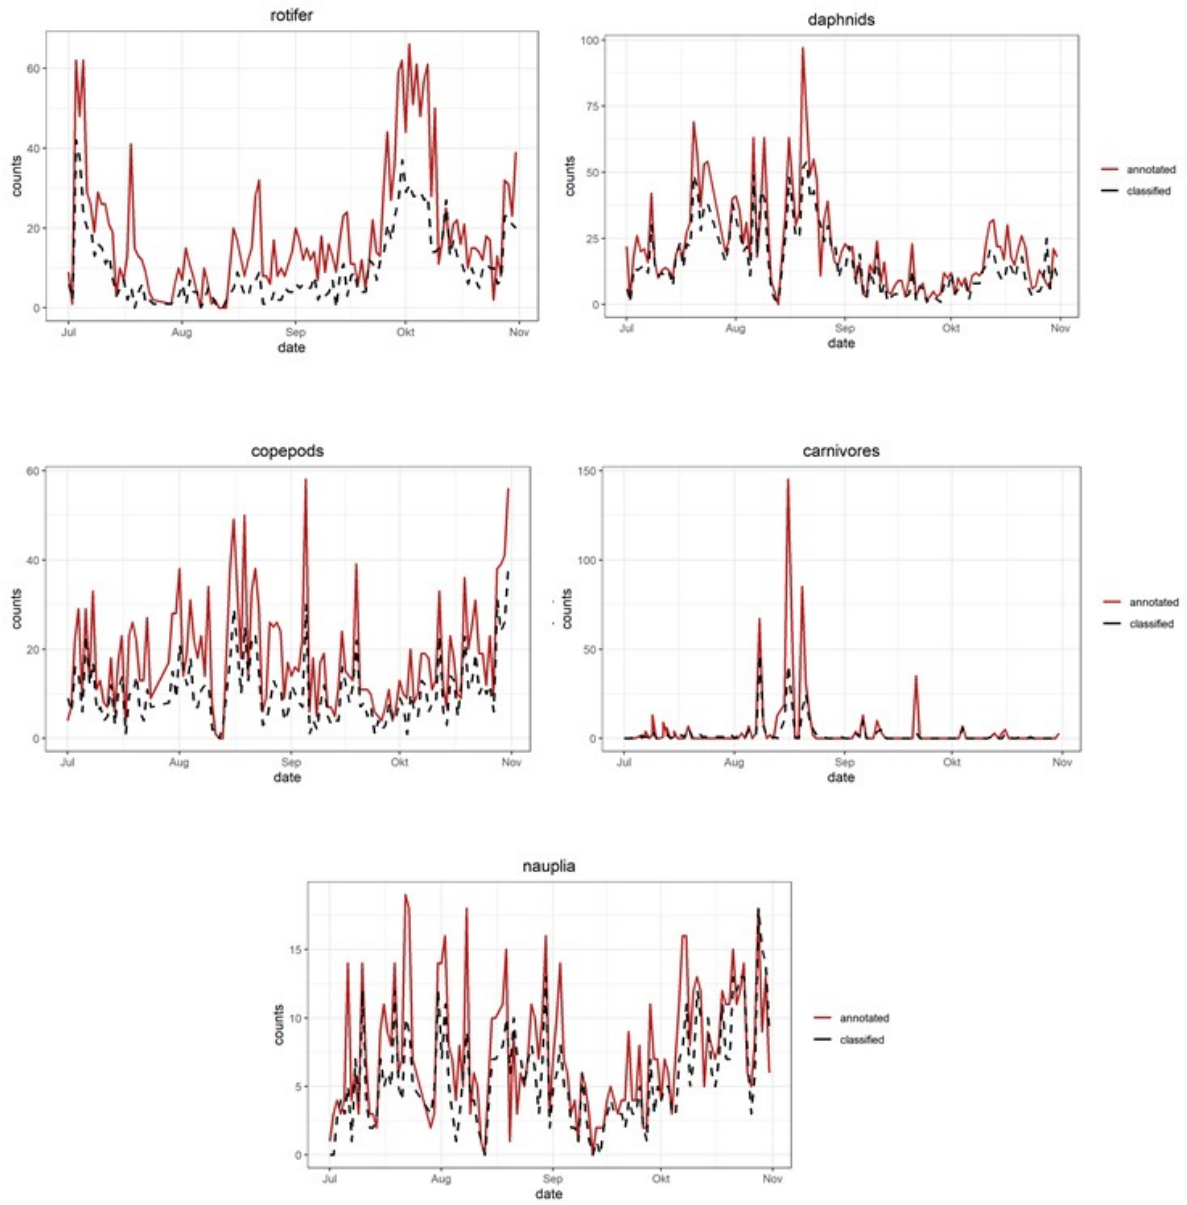 rotifer
60
40
20
0
counts
Jul Aug Sep Okt Nov
date
daphnids
100
75
50
25
0
counts
Jul Aug Sep Okt Nov
date
annotated
classified
copepods
60
40
20
0
counts
Jul Aug Sep Okt Nov
date
carnivores
150
100
50
0
counts
Jul Aug Sep Okt Nov
date
annotated
classified
nauplia
15
10
5
0
counts
Jul Aug Sep Okt Nov
date
annotated
classified